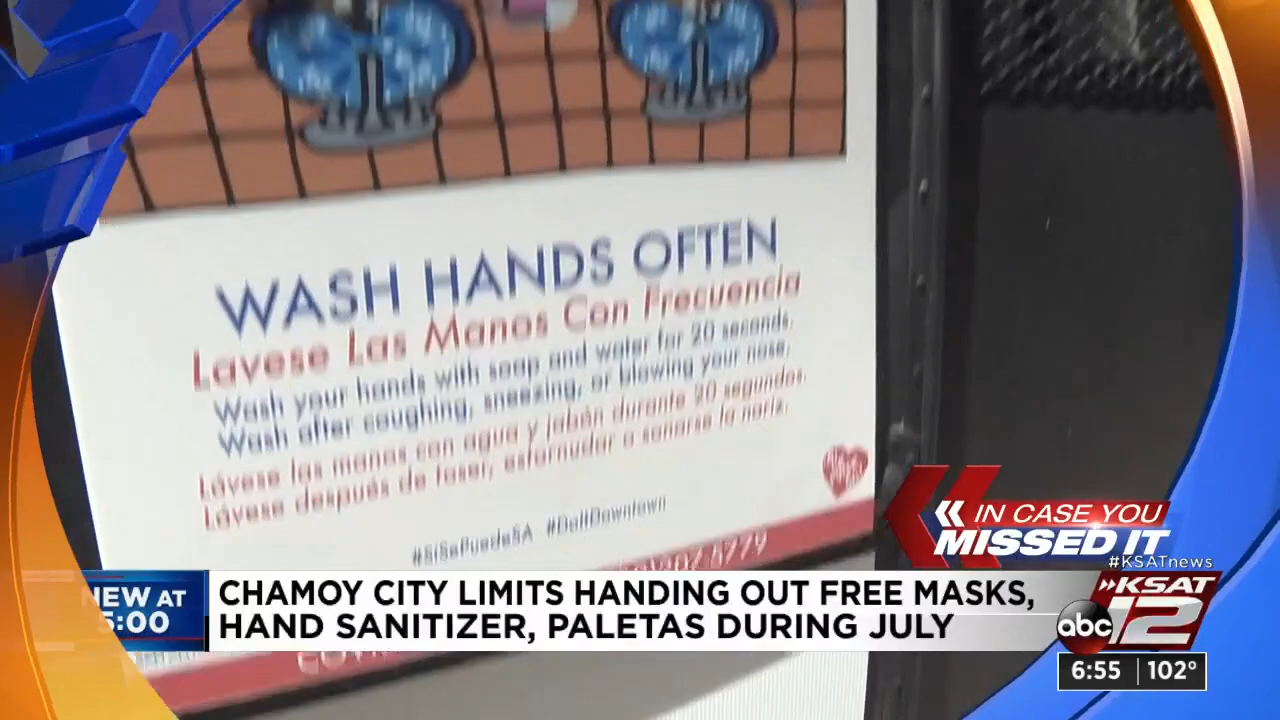 WASH HANDS OFTEN
Lavese Las Manos Con Frecuencia
Wash your hands with soap and water for 20 seconds.
Wash after coughing, sneezing, or blowing your nose.
Lávese las manos con agua y jabón durante 20 segundos.
Lávese después de toser, estornudar o sonarse la nariz.
#SíSePuedeSA #DoItDowntown
IN CASE YOU
MISSED IT
#KSATnews
NEW AT
5:00
CHAMOY CITY LIMITS HANDING OUT FREE MASKS,
HAND SANITIZER, PALETAS DURING JULY
KSAT
abc 12
6:55 102°